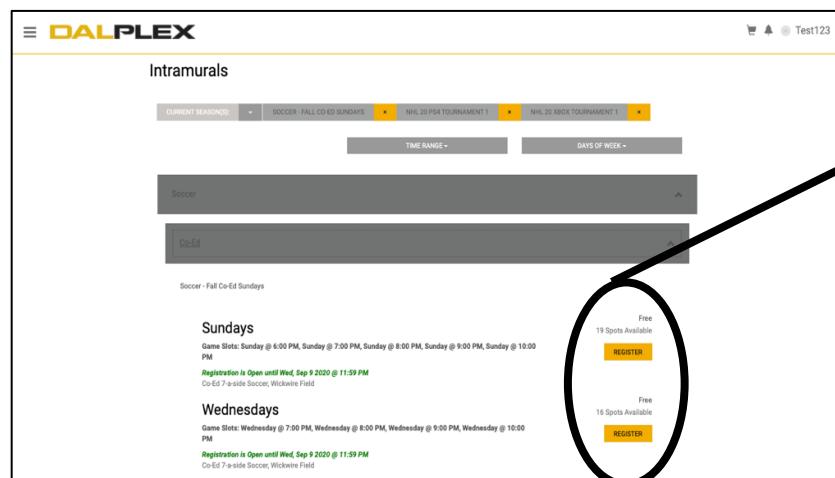 DALPLEX
Test123
Intramurals
CURRENT SEASON(S): SOCCER - FALL CO-ED SUNDAYS × NHL 20 PS4 TOURNAMENT 1 × NHL 20 XBOX TOURNAMENT 1 ×
TIME RANGE DAYS OF WEEK
Soccer
Co-Ed
Soccer - Fall Co-Ed Sundays
Sundays
Free
19 Spots Available
REGISTER
Game Slots: Sunday @ 6:00 PM, Sunday @ 7:00 PM, Sunday @ 8:00 PM, Sunday @ 9:00 PM, Sunday @ 10:00
PM
Registration is Open until Wed, Sep 9 2020 @ 11:59 PM
Co-Ed 7-a-side Soccer, Wickwire Field
Wednesdays
Free
16 Spots Available
REGISTER
Game Slots: Wednesday @ 7:00 PM, Wednesday @ 8:00 PM, Wednesday @ 9:00 PM, Wednesday @ 10:00
PM
Registration is Open until Wed, Sep 9 2020 @ 11:59 PM
Co-Ed 7-a-side Soccer, Wickwire Field